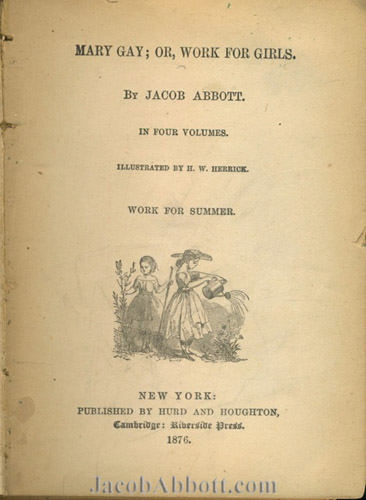 MARY GAY; OR, WORK FOR GIRLS.
BY JACOB ABBOTT.
IN FOUR VOLUMES.
ILLUSTRATED BY H. W. HERRICK.
WORK FOR SUMMER.
NEW YORK:
PUBLISHED BY HURD AND HOUGHTON,
Cambridge: Riverside Press.
1876.
JacobAbbott.com